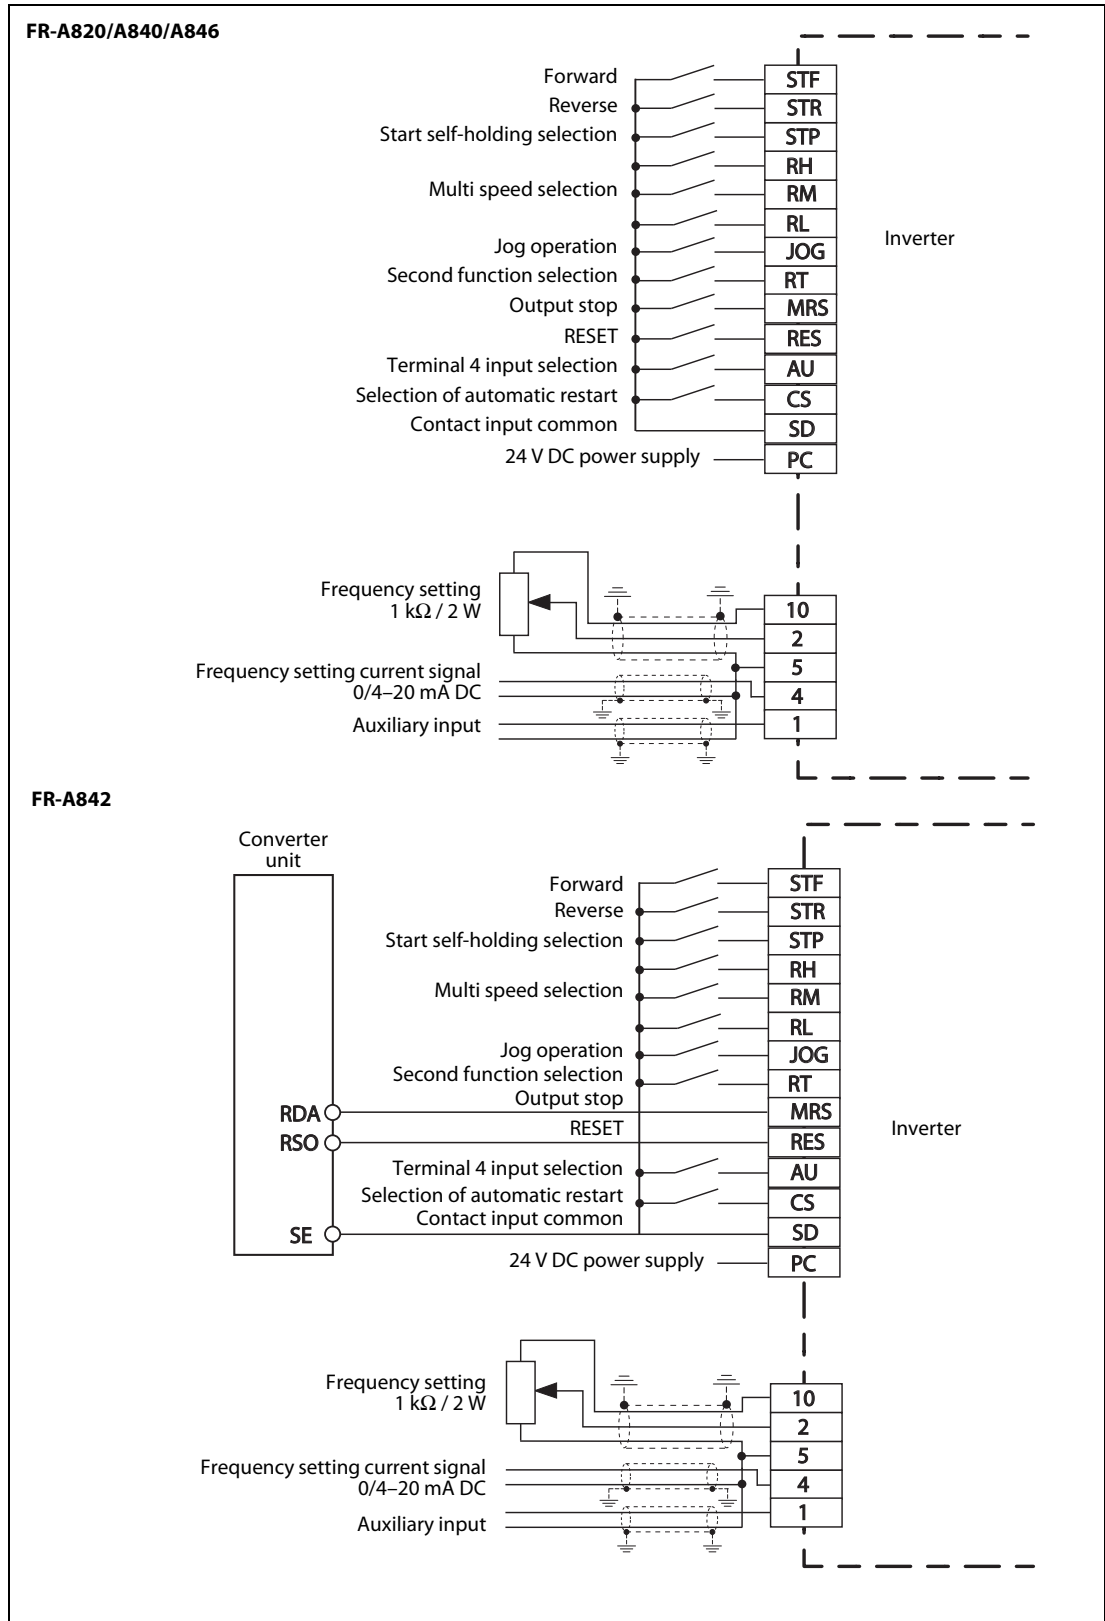 FR-A820/A840/A846
Forward STF
Reverse STR
Start self-holding selection STP
RH
Multi speed selection RM
RL
Inverter
Jog operation JOG
Second function selection RT
Output stop MRS
RESET RES
Terminal 4 input selection AU
Selection of automatic restart CS
Contact input common SD
24 V DC power supply PC
Frequency setting
1 kΩ / 2 W
10
2
5
Frequency setting current signal
0/4–20 mA DC
4
Auxiliary input 1
FR-A842
Converter
unit
Forward STF
Reverse STR
Start self-holding selection STP
RH
Multi speed selection RM
RL
Jog operation JOG
Second function selection RT
Output stop
RDA MRS
Inverter
RESET
RSO RES
Terminal 4 input selection AU
Selection of automatic restart CS
Contact input common
SE SD
24 V DC power supply PC
Frequency setting
1 kΩ / 2 W
10
2
5
Frequency setting current signal
0/4–20 mA DC
4
Auxiliary input 1